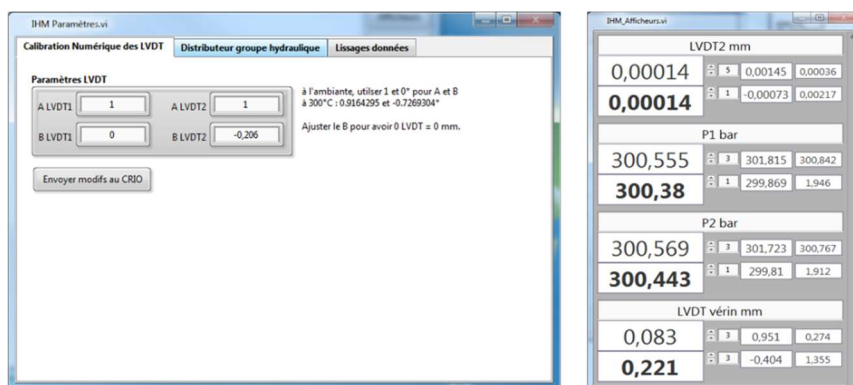 IHM Paramètres.vi
Calibration Numérique des LVDT
Distributeur groupe hydraulique
Lissages données
Paramètres LVDT
A LVDT1 1 A LVDT2 1
B LVDT1 0 B LVDT2 -0,206
à l'ambiante, utilser 1 et 0" pour A et B
à 300°C : 0.9164295 et -0.7269304"
Ajuster le B pour avoir 0 LVDT = 0 mm.
Envoyer modifs au CRIO
IHM_Afficheurs.vi
LVDT2 mm
0,00014 5 0,00145 0,00036
0,00014 1 -0,00073 0,00217
P1 bar
300,555 3 301,815 300,842
300,38 1 299,869 1,946
P2 bar
300,569 3 301,723 300,767
300,443 1 299,81 1,912
LVDT vérin mm
0,083 3 0,951 0,274
0,221 3 -0,404 1,355